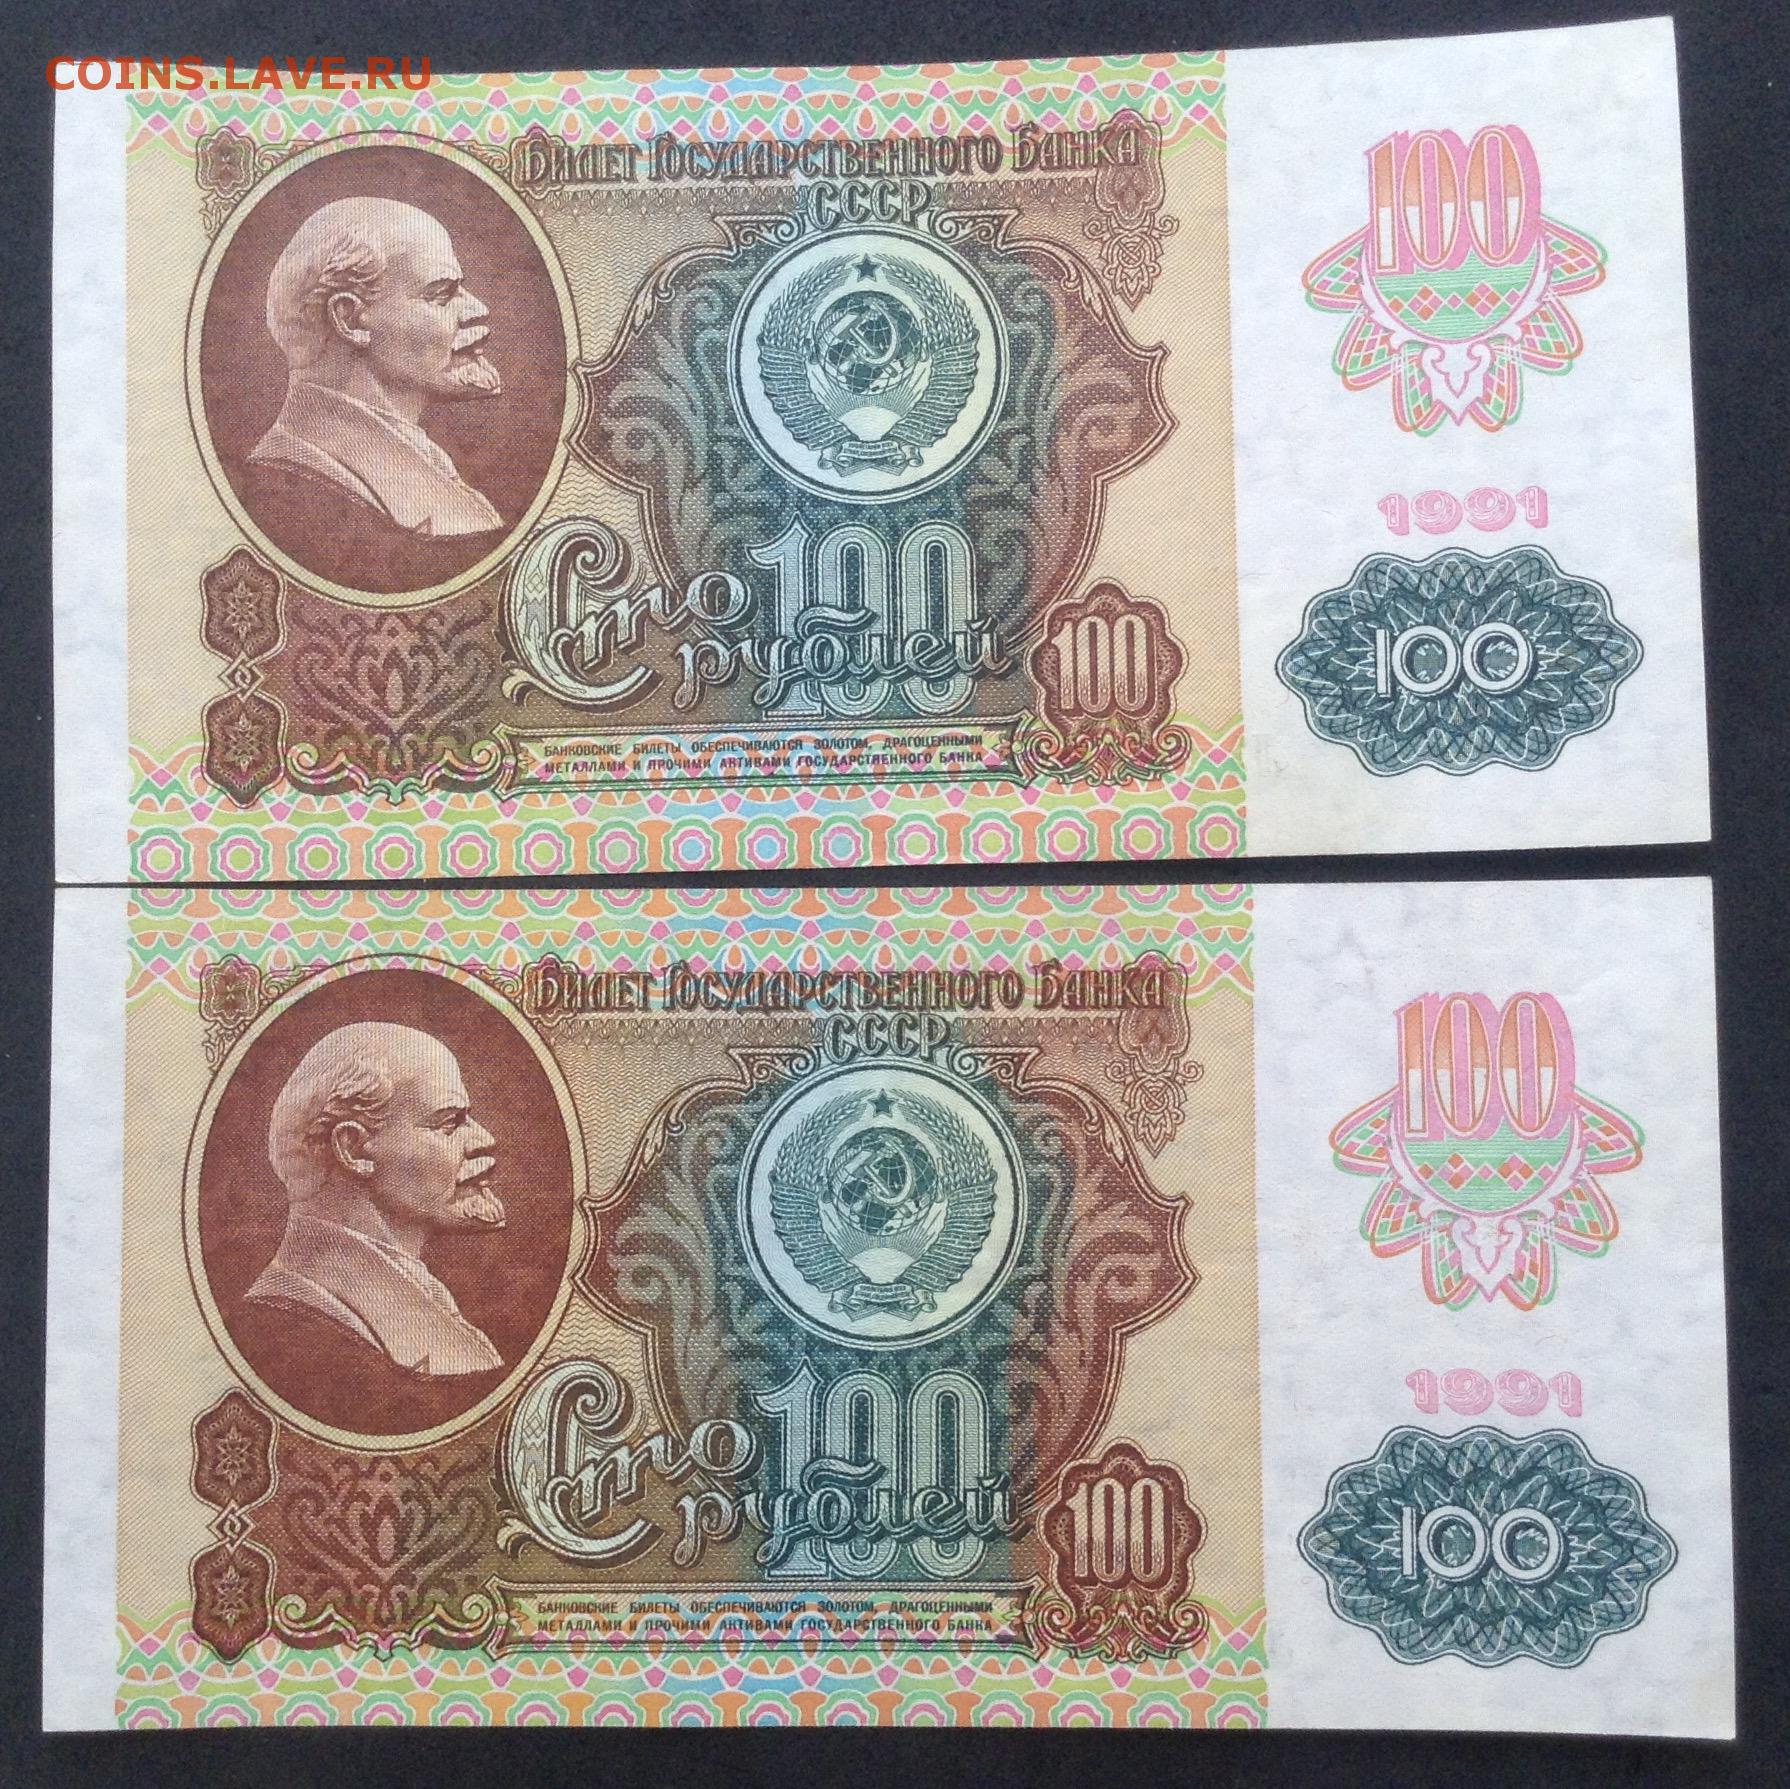 COINS.LAVE.RU
Билет Государственного Банка
СССР
100
1991
Сто
100
рублей
100
100
Банковские билеты обеспечиваются золотом, драгоценными
металлами и прочими активами Государственного банка
Билет Государственного Банка
СССР
100
1991
Сто
100
рублей
100
100
Банковские билеты обеспечиваются золотом, драгоценными
металлами и прочими активами Государственного банка